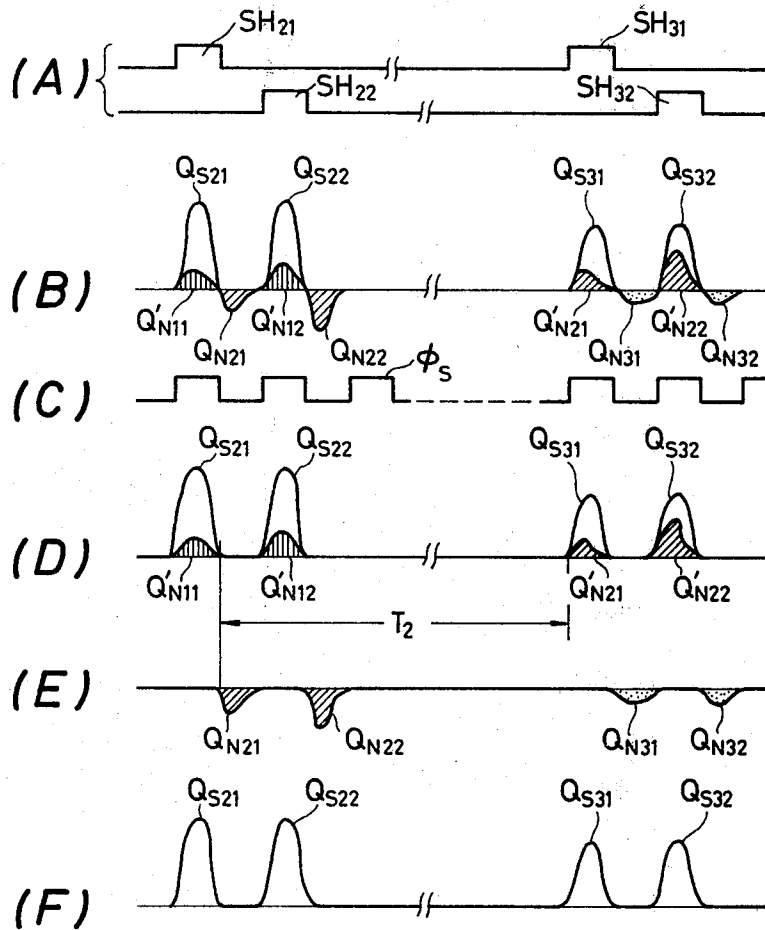 SH21 SH31
(A)
SH22 SH32
QS21 QS22 QS31 QS32
(B)
Q'N11 Q'N12 Q'N21 Q'N22
QN21 QN22 QN31 QN32
ϕS
(C)
QS21 QS22 QS31 QS32
(D)
Q'N11 Q'N12 Q'N21 Q'N22
T2
(E)
QN21 QN22 QN31 QN32
QS21 QS22 QS31 QS32
(F)